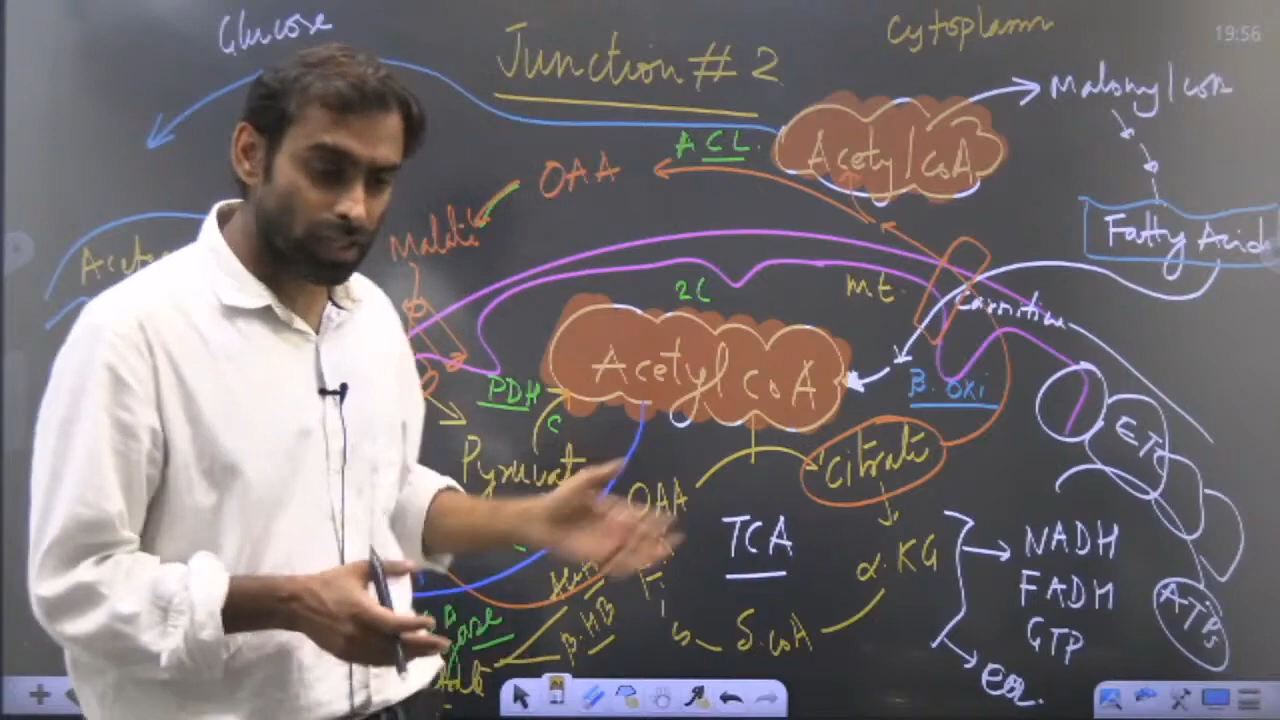 Glucose
Cytoplasm
19:56
Junction # 2
Malonyl CoA
ACL.
Acetyl CoA
OAA
Malate
Fatty Acid
2C
mt.
Carnitine
Acetyl CoA
PDH
β. OXi
ETC
Pyruvate
Citrate
OAA
TCA
NADH
α. KG
FADH
ATPs
β. HB
S. CoA
GTP